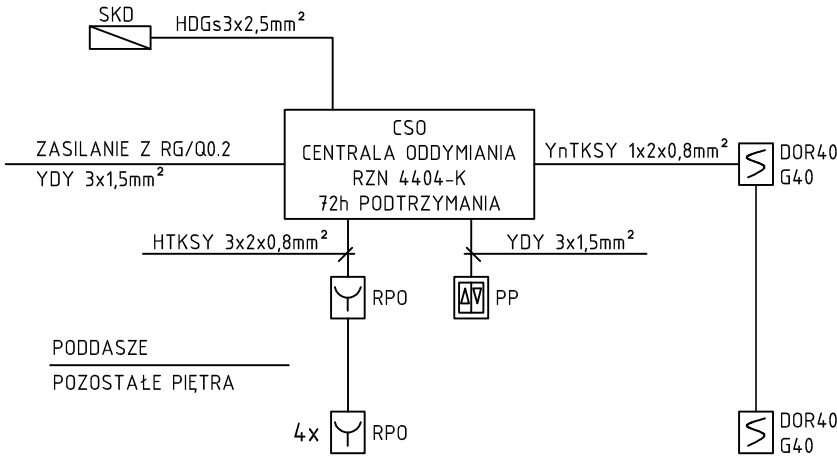 SKD
HDGs3x2,5mm²
CSO
CENTRALA ODDYMIANIA
RZN 4404-K
72h PODTRZYMANIA
ZASILANIE Z RG/Q0.2
YDY 3x1,5mm²
YnTKSY 1x2x0,8mm²
DOR40
G40
HTKSY 3x2x0,8mm²
YDY 3x1,5mm²
RPO
PP
PODDASZE
POZOSTAŁE PIĘTRA
4x
RPO
DOR40
G40